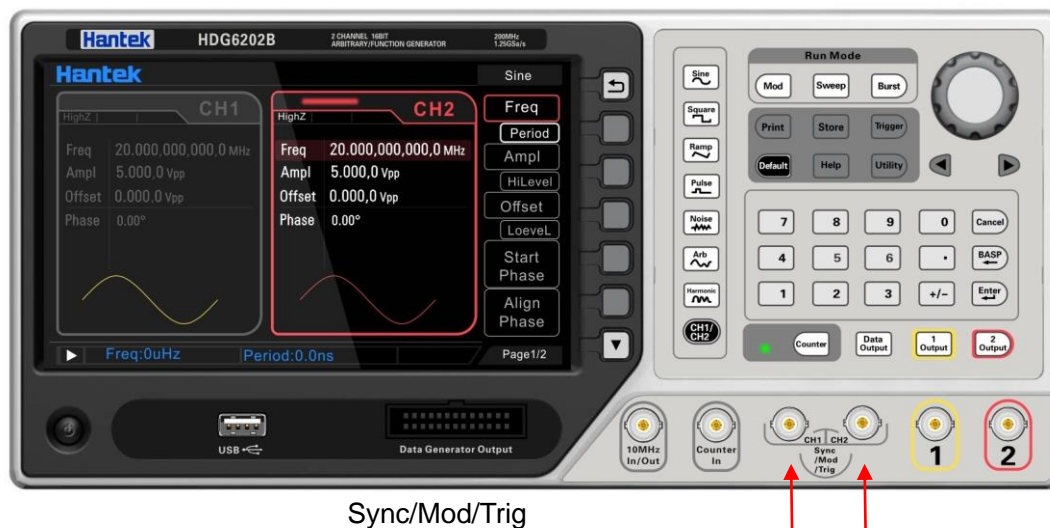 Hantek HDG6202B 2 CHANNEL 16BIT ARBITRARY/FUNCTION GENERATOR 200MHz 1.25GSa/s
Hantek
Sine
CH1
HighZ
Freq 20.000,000,000,0 MHz
Ampl 5.000,0 Vpp
Offset 0.000,0 Vpp
Phase 0.00°
CH2
HighZ
Freq 20.000,000,000,0 MHz
Ampl 5.000,0 Vpp
Offset 0.000,0 Vpp
Phase 0.00°
Freq
Period
Ampl
HiLevel
Offset
LoeveL
Start
Phase
Align
Phase
Page1/2
Freq:0uHz Period:0.0ns
Sine
Square
Ramp
Pulse
Noise
Arb
Harmonic
CH1/
CH2
Run Mode
Mod Sweep Burst
Print Store Trigger
Default Help Utility
7 8 9 0 Cancel
4 5 6 . BASP
1 2 3 +/- Enter
Counter
Data
Output
1
Output
2
Output
USB
Data Generator Output
10MHz
In/Out
Counter
In
CH1 CH2
Sync
/Mod
/Trig
1
2
Sync/Mod/Trig